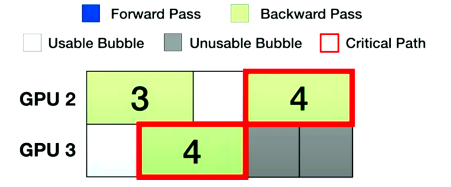 Forward Pass Backward Pass
Usable Bubble Unusable Bubble Critical Path
GPU 2 3 4
GPU 3 4